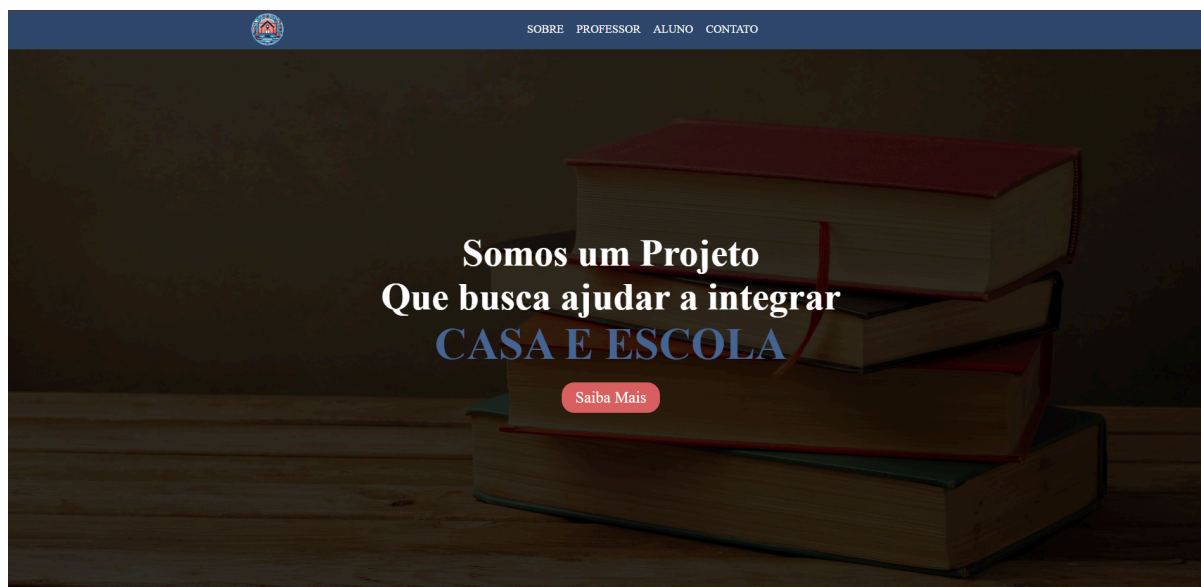 SOBRE PROFESSOR ALUNO CONTATO
Somos um Projeto
Que busca ajudar a integrar
CASA E ESCOLA
Saiba Mais